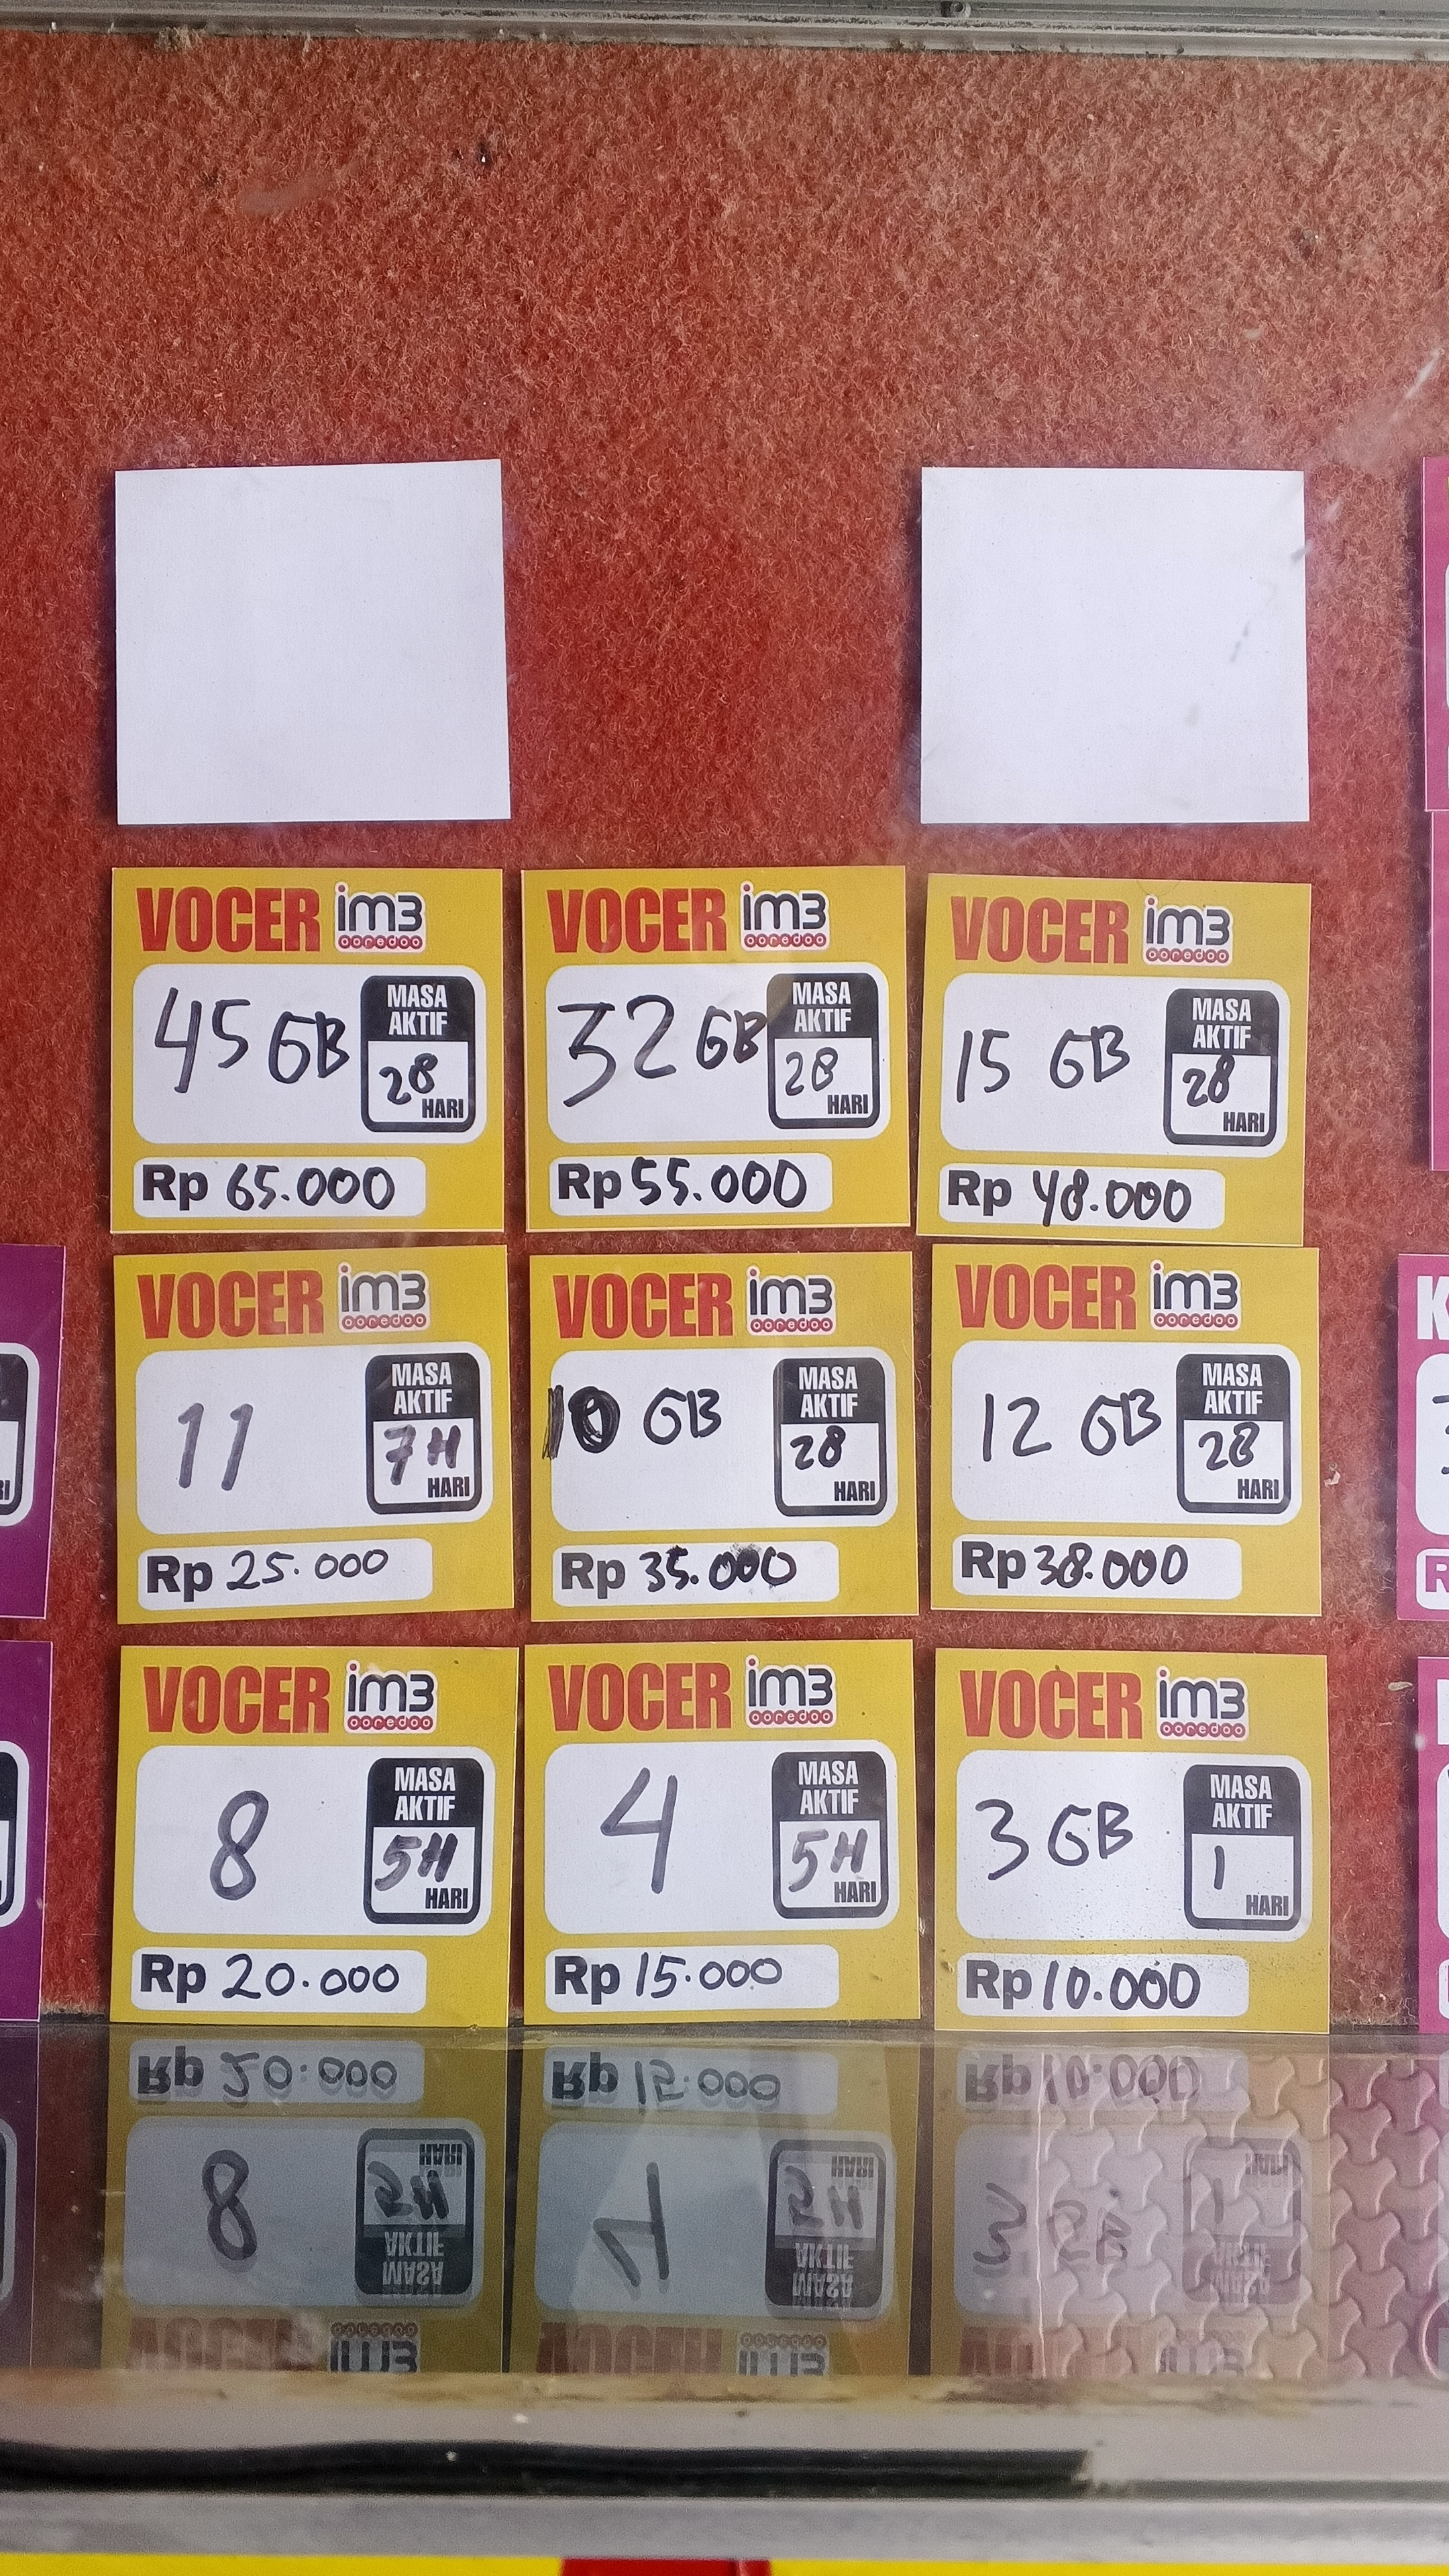 VOCER im3
ooredoo
45 GB
MASA
AKTIF
28
HARI
Rp 65.000
VOCER im3
ooredoo
32 GB
MASA
AKTIF
28
HARI
Rp 55.000
VOCER im3
ooredoo
15 GB
MASA
AKTIF
28
HARI
Rp 48.000
VOCER im3
ooredoo
11
MASA
AKTIF
7H
HARI
Rp 25.000
VOCER im3
ooredoo
10 GB
MASA
AKTIF
28
HARI
Rp 35.000
VOCER im3
ooredoo
12 GB
MASA
AKTIF
28
HARI
Rp 38.000
VOCER im3
ooredoo
8
MASA
AKTIF
5H
HARI
Rp 20.000
VOCER im3
ooredoo
4
MASA
AKTIF
5H
HARI
Rp 15.000
VOCER im3
ooredoo
3 GB
MASA
AKTIF
1
HARI
Rp 10.000